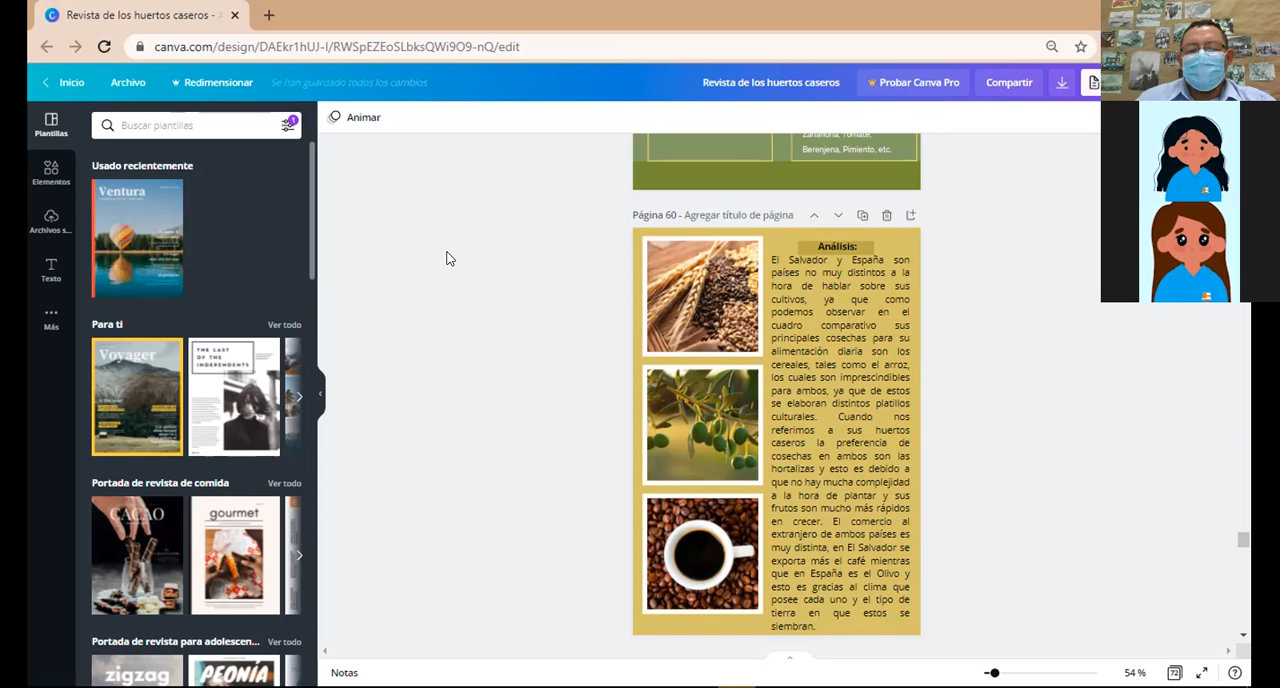 Revista de los huertos caseros - A
canva.com/design/DAEkr1hUJ-I/RWSpEZEoSLbksQWi9O9-nQ/edit
Inicio
Archivo
Redimensionar
Se han guardado todos los cambios
Revista de los huertos caseros
Probar Canva Pro
Compartir
Plantillas
Elementos
Archivos s...
Texto
Más
Buscar plantillas
1
Usado recientemente
Ventura
Para ti
Ver todo
Voyager
THE LAST
OF THE
INDEPENDENTS
Portada de revista de comida
Ver todo
CACAO
gourmet
Portada de revista para adolescen...
Ver todo
zigzag
PEONÍA
Animar
Zanahoria, Tomate,
Berenjena, Pimiento, etc.
Página 60 - Agregar título de página
Análisis:
El Salvador y España son
países no muy distintos a la
hora de hablar sobre sus
cultivos, ya que como
podemos observar en el
cuadro comparativo sus
principales cosechas para su
alimentación diaria son los
cereales, tales como el arroz,
los cuales son imprescindibles
para ambos, ya que de estos
se elaboran distintos platillos
culturales. Cuando nos
referimos a sus huertos
caseros la preferencia de
cosechas en ambos son las
hortalizas y esto es debido a
que no hay mucha complejidad
a la hora de plantar y sus
frutos son mucho más rápidos
en crecer. El comercio al
extranjero de ambos países es
muy distinta, en El Salvador se
exporta más el café mientras
que en España es el Olivo y
esto es gracias al clima que
posee cada uno y el tipo de
tierra en que estos se
siembran.
Notas
54 %
72